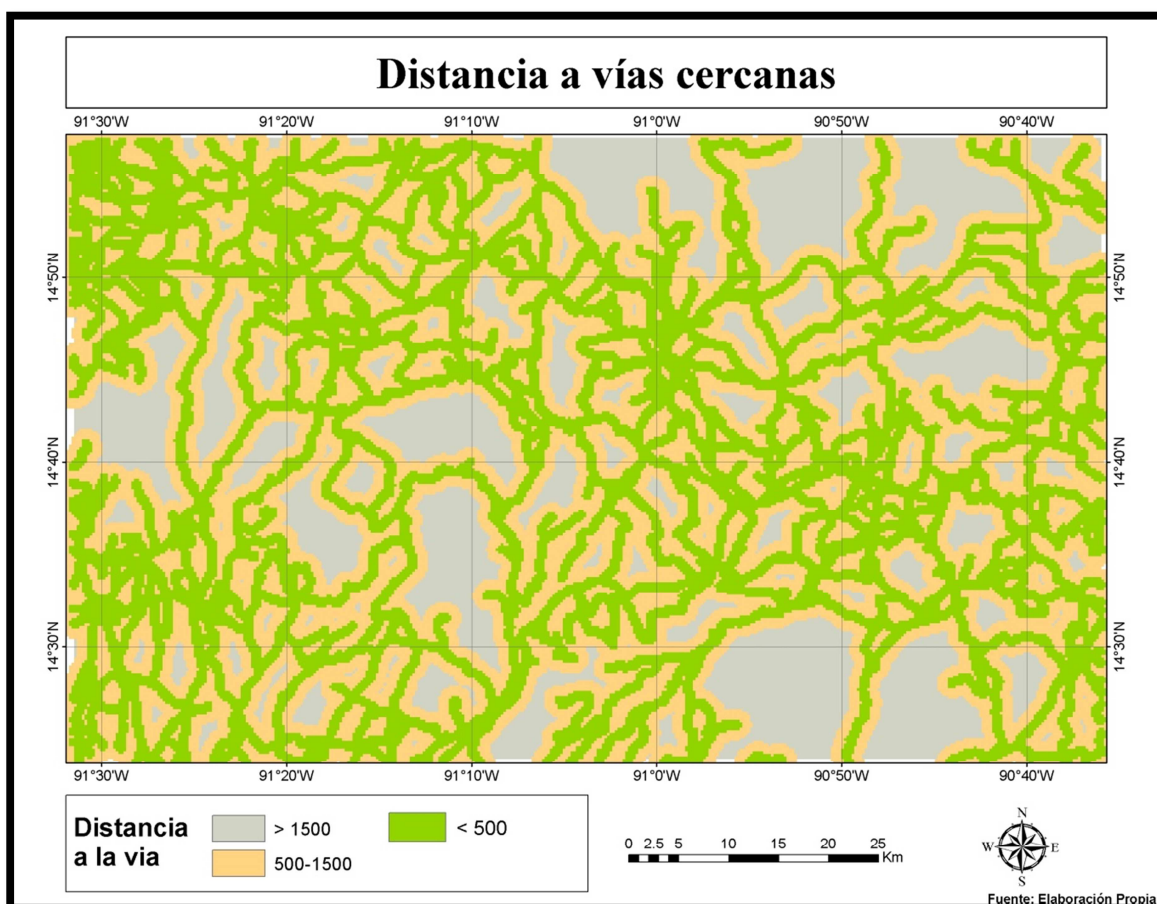 Distancia a vías cercanas
91°30'W 91°20'W 91°10'W 91°0'W 90°50'W 90°40'W
14°50'N 14°50'N
14°40'N 14°40'N
14°30'N 14°30'N
91°30'W 91°20'W 91°10'W 91°0'W 90°50'W 90°40'W
Distancia
a la via
> 1500
< 500
500-1500
0 2.5 5 10 15 20 25
Km
N
W E
S
Fuente: Elaboración Propia